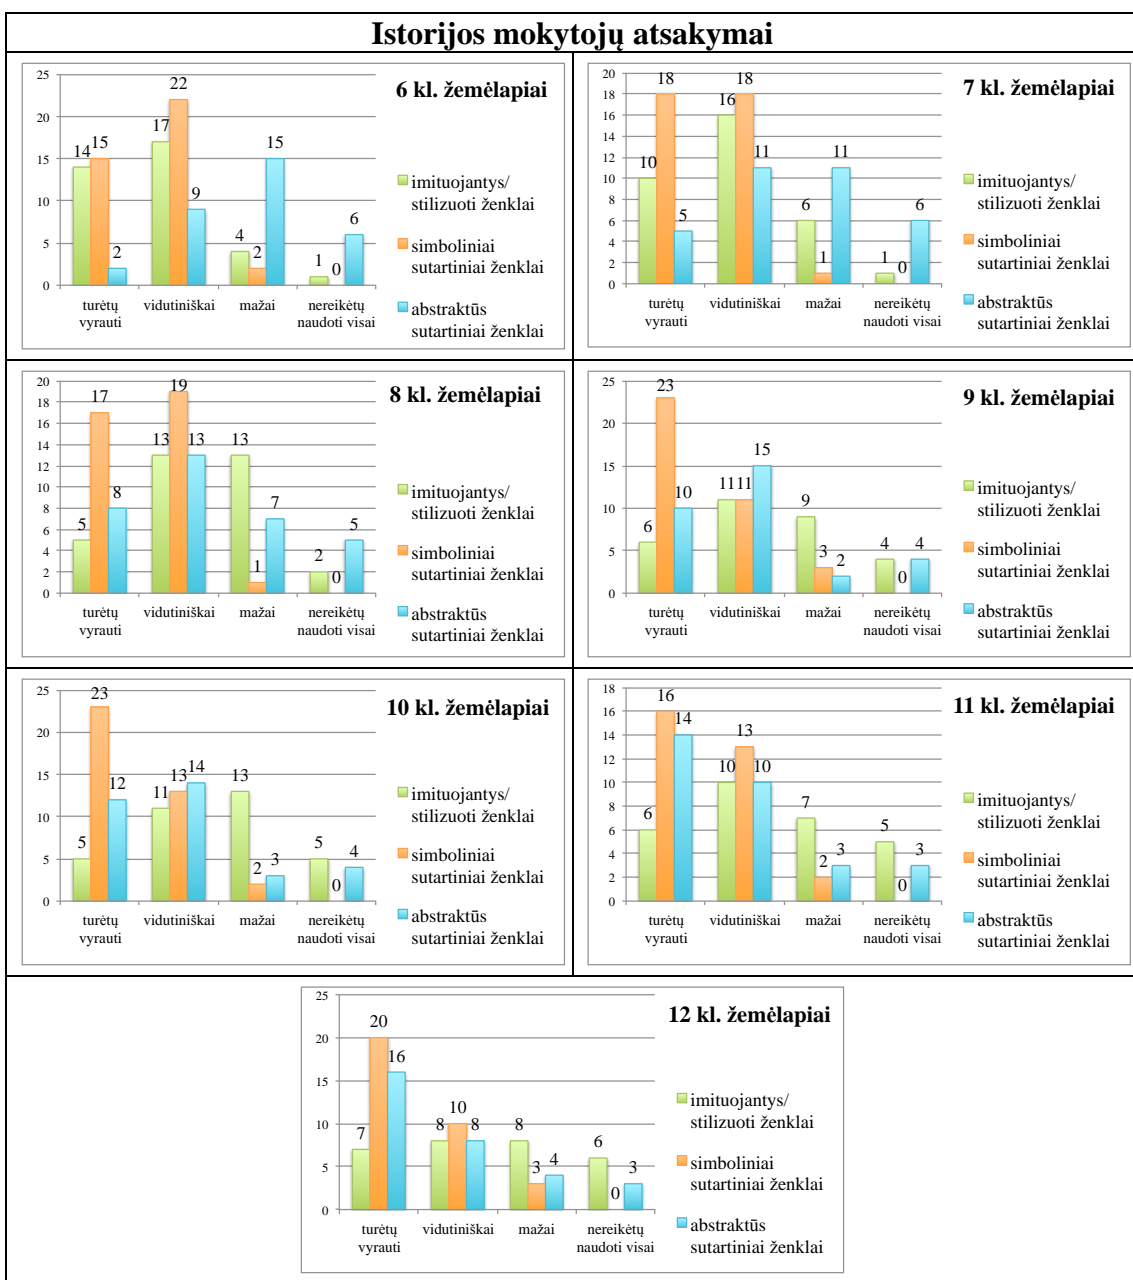 Istorijos mokytojų atsakymai
6 kl. žemėlapiai
25
20
15
10
5
0
14 15 2
17 22 9
4 2 15
1 0 6
turėtų vyrauti
vidutiniškai
mažai
nereikėtų naudoti visai
imituojantys/
stilizuoti ženklai
simboliniai
sutartiniai ženklai
abstraktūs
sutartiniai ženklai
7 kl. žemėlapiai
20
18
16
14
12
10
8
6
4
2
0
10 18 5
16 18 11
6 1 11
1 0 6
turėtų vyrauti
vidutiniškai
mažai
nereikėtų naudoti visai
imituojantys/
stilizuoti ženklai
simboliniai
sutartiniai ženklai
abstraktūs
sutartiniai ženklai
8 kl. žemėlapiai
20
18
16
14
12
10
8
6
4
2
0
5 17 8
13 19 13
13 1 7
2 0 5
turėtų vyrauti
vidutiniškai
mažai
nereikėtų naudoti visai
imituojantys/
stilizuoti ženklai
simboliniai
sutartiniai ženklai
abstraktūs
sutartiniai ženklai
9 kl. žemėlapiai
25
20
15
10
5
0
6 23 10
11 11 15
9 3 2
4 0 4
turėtų vyrauti
vidutiniškai
mažai
nereikėtų naudoti visai
imituojantys/
stilizuoti ženklai
simboliniai
sutartiniai ženklai
abstraktūs
sutartiniai ženklai
10 kl. žemėlapiai
25
20
15
10
5
0
5 23 12
11 13 14
13 2 3
5 0 4
turėtų vyrauti
vidutiniškai
mažai
nereikėtų naudoti visai
imituojantys/
stilizuoti ženklai
simboliniai
sutartiniai ženklai
abstraktūs
sutartiniai ženklai
11 kl. žemėlapiai
18
16
14
12
10
8
6
4
2
0
6 16 14
10 13 10
7 2 3
5 0 3
turėtų vyrauti
vidutiniškai
mažai
nereikėtų naudoti visai
imituojantys/
stilizuoti ženklai
simboliniai
sutartiniai ženklai
abstraktūs
sutartiniai ženklai
12 kl. žemėlapiai
25
20
15
10
5
0
7 20 16
8 10 8
8 3 4
6 0 3
turėtų vyrauti
vidutiniškai
mažai
nereikėtų naudoti visai
imituojantys/
stilizuoti ženklai
simboliniai
sutartiniai ženklai
abstraktūs
sutartiniai ženklai